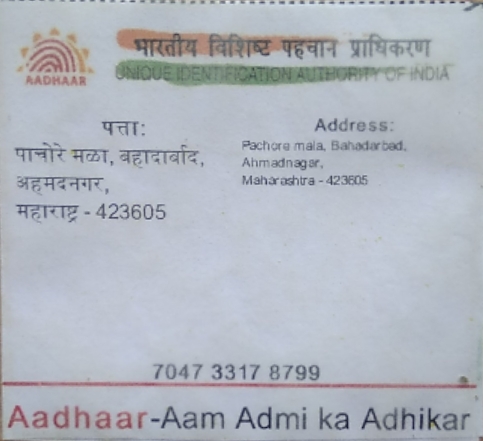 भारतीय विशिष्ट पहचान प्राधिकरण
AADHAAR
UNIQUE IDENTIFICATION AUTHORITY OF INDIA
पत्ता:
पाचोरे मळा, बहादार्बाद,
अहमदनगर,
महाराष्ट्र - 423605
Address:
Pachore mala, Bahadarbad,
Ahmadnagar,
Maharashtra - 423605
7047 3317 8799
Aadhaar-Aam Admi ka Adhikar